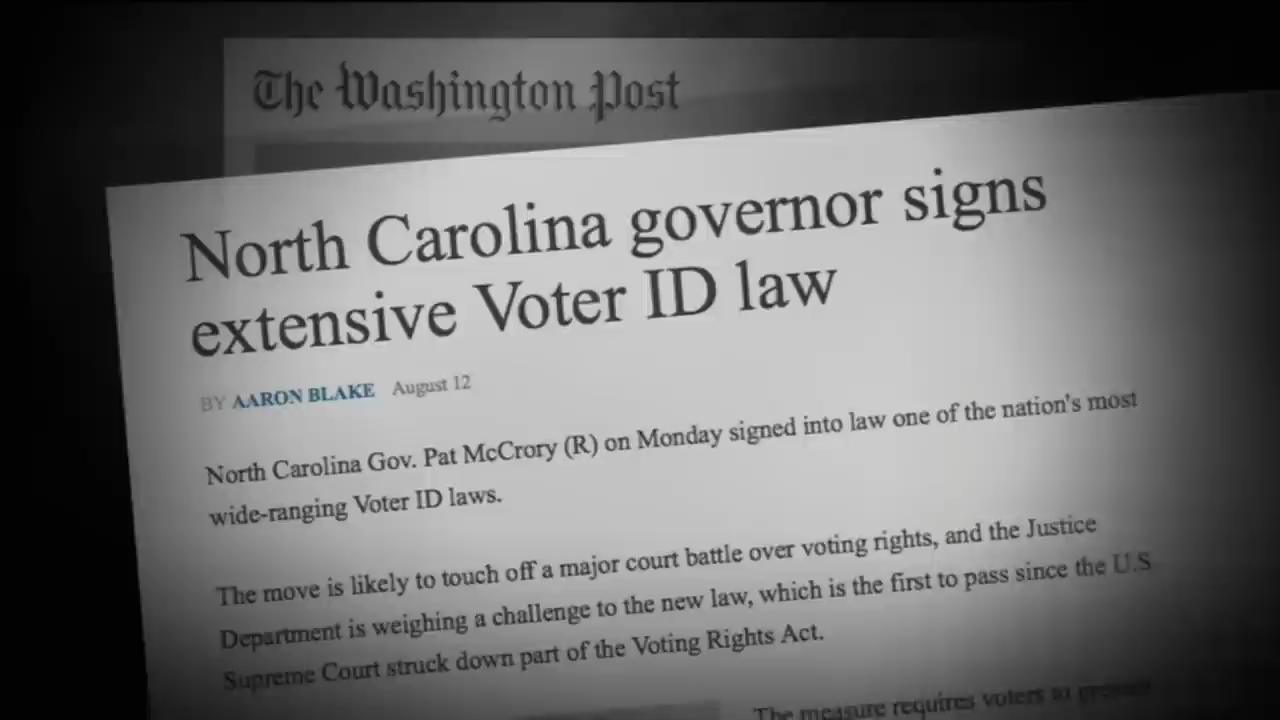 The Washington Post
North Carolina governor signs
extensive Voter ID law
BY AARON BLAKE August 12
North Carolina Gov. Pat McCrory (R) on Monday signed into law one of the nation's most
wide-ranging Voter ID laws.
The move is likely to touch off a major court battle over voting rights, and the Justice
Department is weighing a challenge to the new law, which is the first to pass since the U.S
Supreme Court struck down part of the Voting Rights Act.
The measure requires voters to